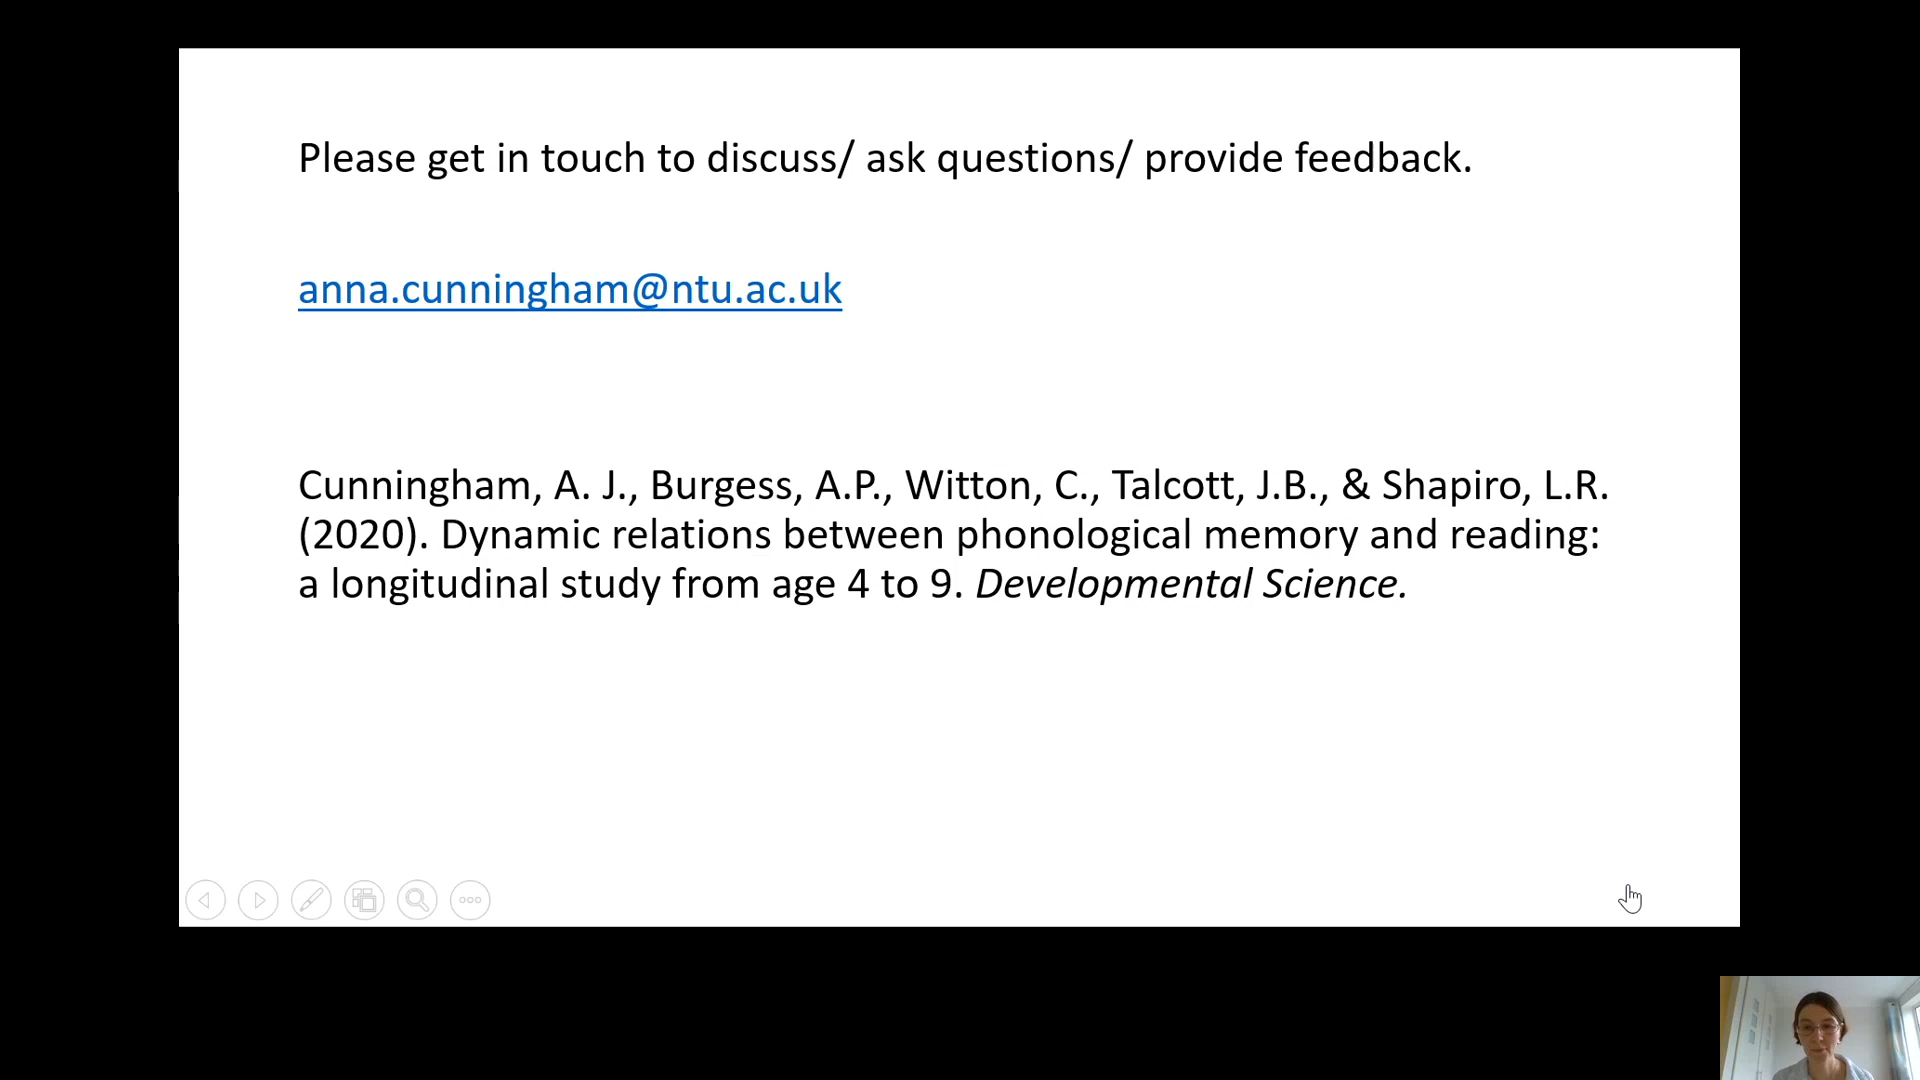 Please get in touch to discuss/ ask questions/ provide feedback.
anna.cunningham@ntu.ac.uk
Cunningham, A. J., Burgess, A.P., Witton, C., Talcott, J.B., & Shapiro, L.R.
(2020). Dynamic relations between phonological memory and reading:
a longitudinal study from age 4 to 9. Developmental Science.